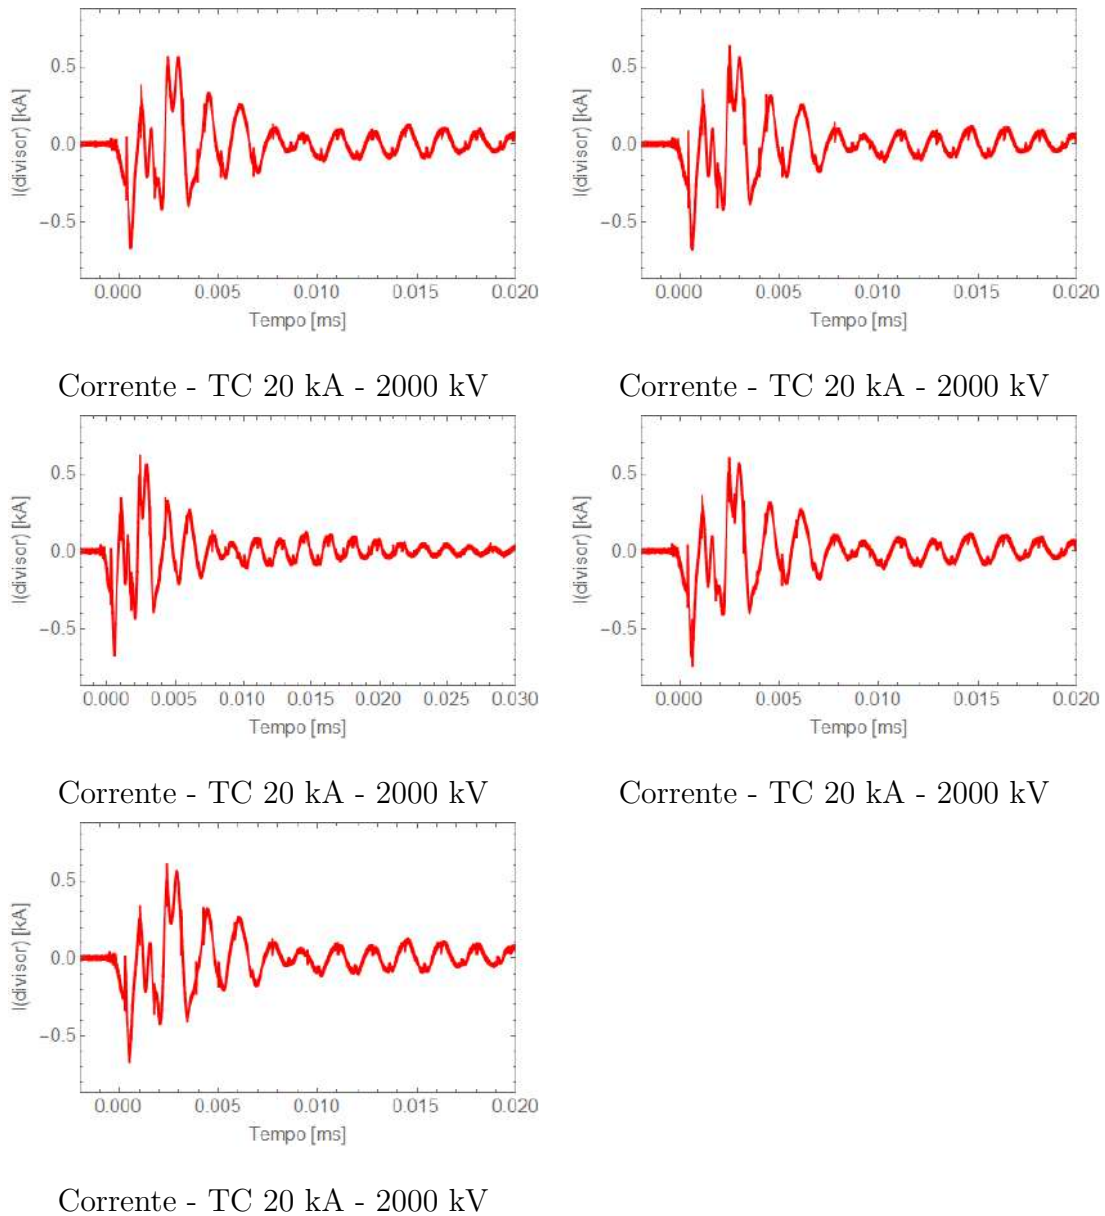 I(divisor) [kA]
0.5
0.0
−0.5
0.000 0.005 0.010 0.015 0.020
Tempo [ms]
Corrente - TC 20 kA - 2000 kV
I(divisor) [kA]
0.5
0.0
−0.5
0.000 0.005 0.010 0.015 0.020
Tempo [ms]
Corrente - TC 20 kA - 2000 kV
I(divisor) [kA]
0.5
0.0
−0.5
0.000 0.005 0.010 0.015 0.020 0.025 0.030
Tempo [ms]
Corrente - TC 20 kA - 2000 kV
I(divisor) [kA]
0.5
0.0
−0.5
0.000 0.005 0.010 0.015 0.020
Tempo [ms]
Corrente - TC 20 kA - 2000 kV
I(divisor) [kA]
0.5
0.0
−0.5
0.000 0.005 0.010 0.015 0.020
Tempo [ms]
Corrente - TC 20 kA - 2000 kV